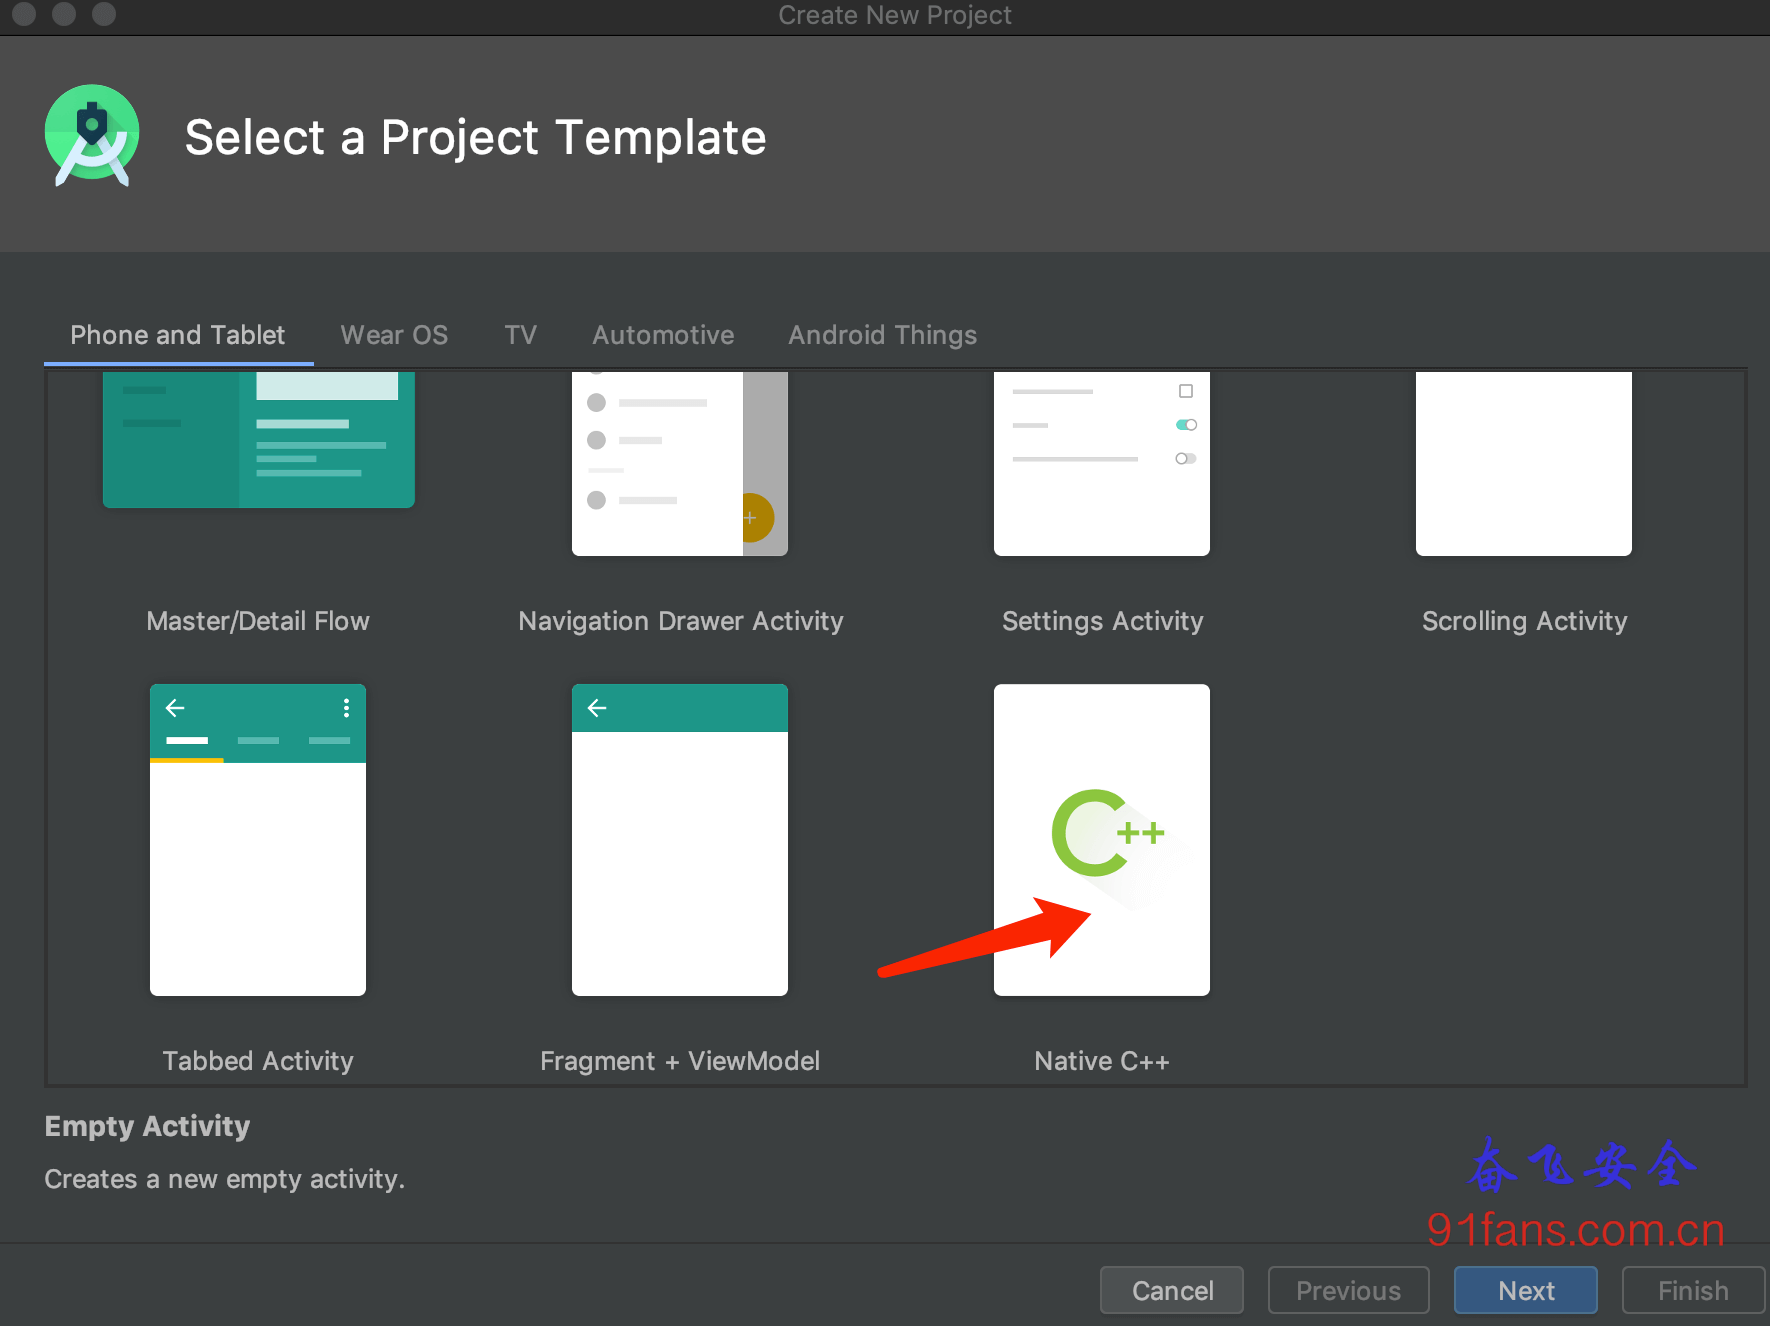 Create New Project
Select a Project Template
Phone and Tablet Wear OS TV Automotive Android Things
Master/Detail Flow Navigation Drawer Activity Settings Activity Scrolling Activity
C++
Tabbed Activity Fragment + ViewModel Native C++
Empty Activity
Creates a new empty activity.
奋飞安全
91fans.com.cn
Cancel Previous Next Finish